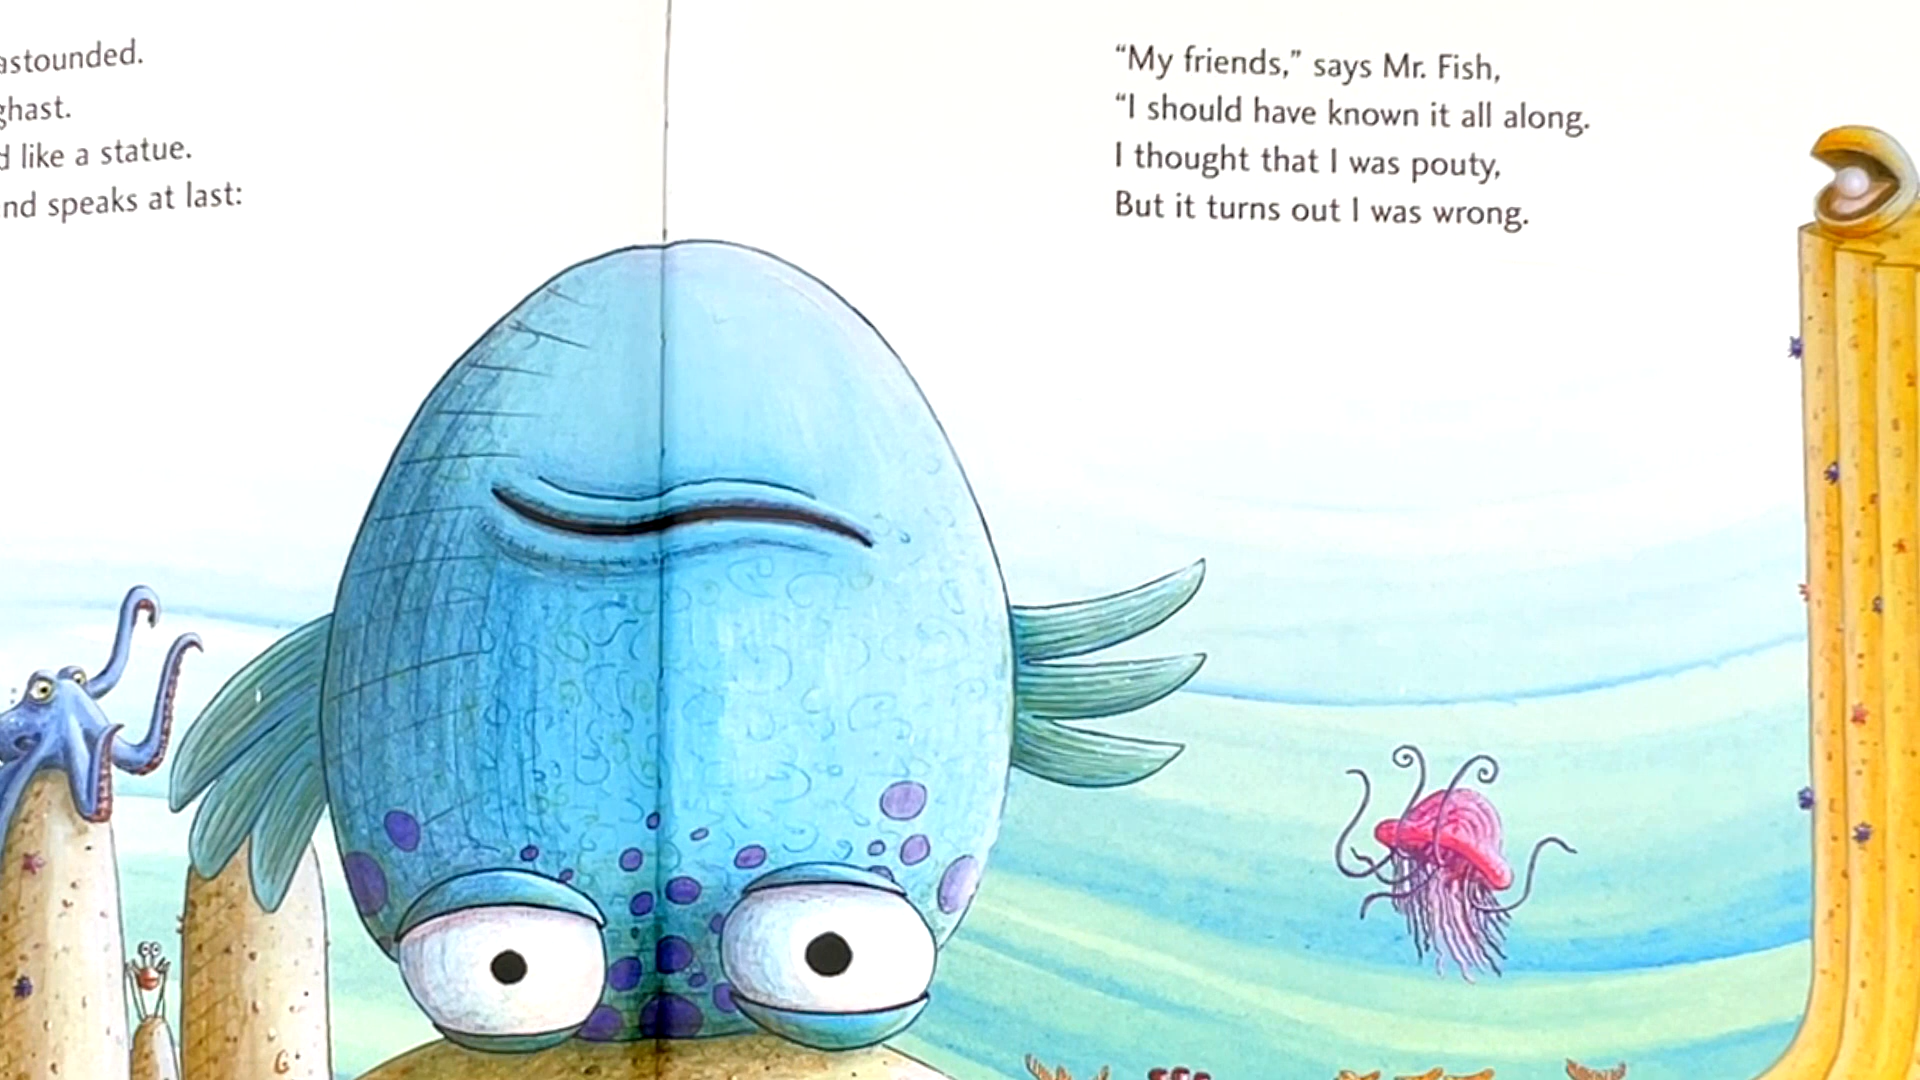 astounded.
ghast.
d like a statue.
nd speaks at last:
“My friends,” says Mr. Fish,
“I should have known it all along.
I thought that I was pouty,
But it turns out I was wrong.